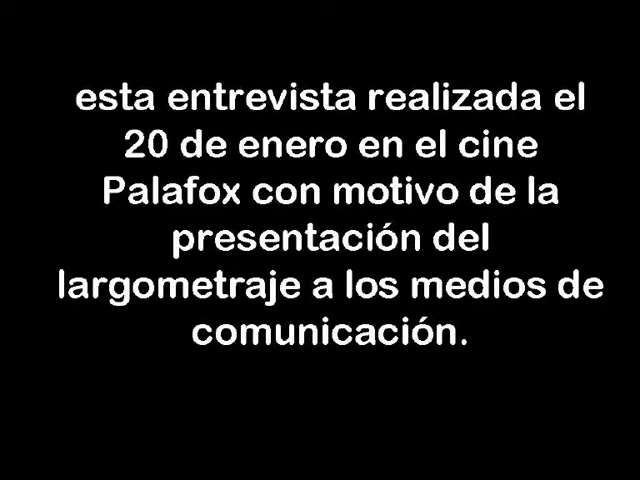 esta entrevista realizada el
20 de enero en el cine
Palafox con motivo de la
presentación del
largometraje a los medios de
comunicación.